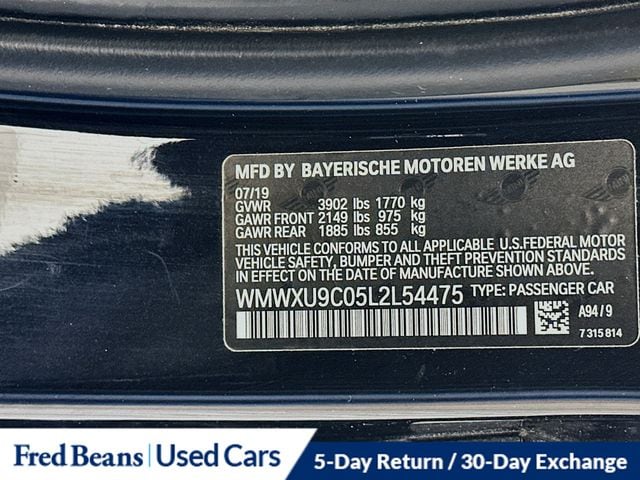 MFD BY BAYERISCHE MOTOREN WERKE AG
07/19
GVWR 3902 lbs 1770 kg
GAWR FRONT 2149 lbs 975 kg
GAWR REAR 1885 lbs 855 kg
THIS VEHICLE CONFORMS TO ALL APPLICABLE U.S.FEDERAL MOTOR
VEHICLE SAFETY, BUMPER AND THEFT PREVENTION STANDARDS
IN EFFECT ON THE DATE OF MANUFACTURE SHOWN ABOVE.
WMWXU9C05L2L54475 TYPE: PASSENGER CAR
A94/9
7315814
Fred Beans | Used Cars
5-Day Return / 30-Day Exchange